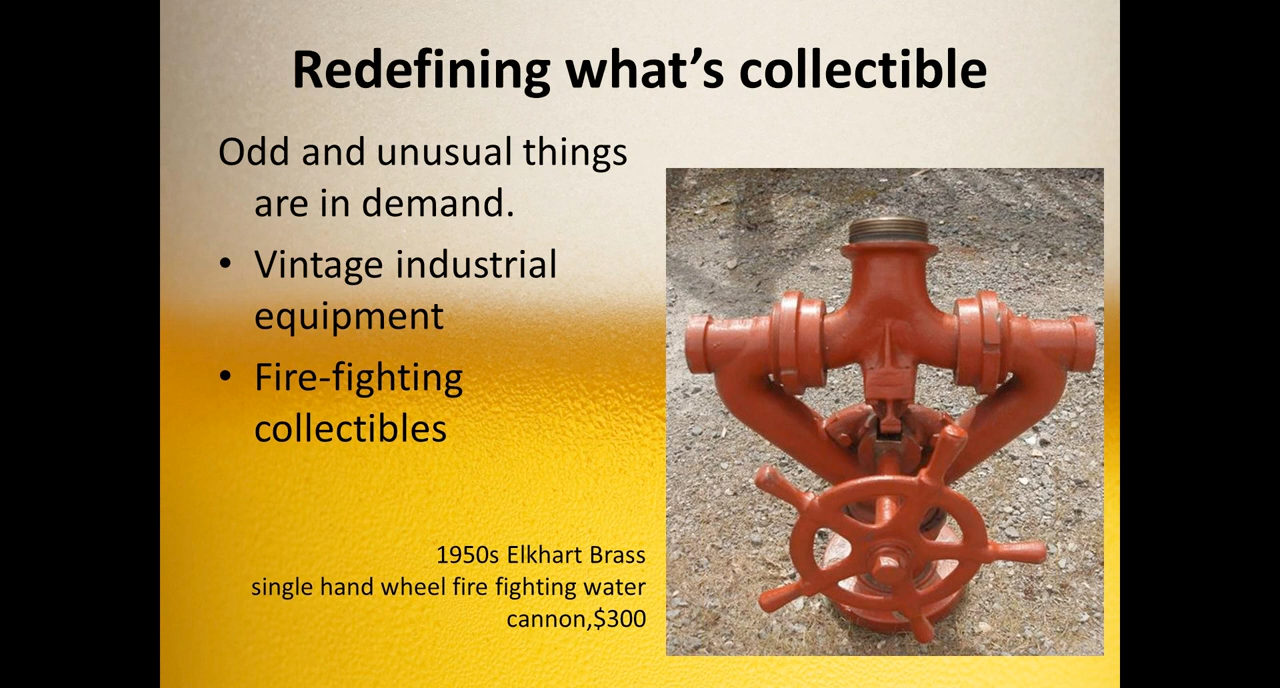 Redefining what’s collectible
Odd and unusual things
are in demand.
• Vintage industrial
equipment
• Fire-fighting
collectibles
1950s Elkhart Brass
single hand wheel fire fighting water
cannon,$300